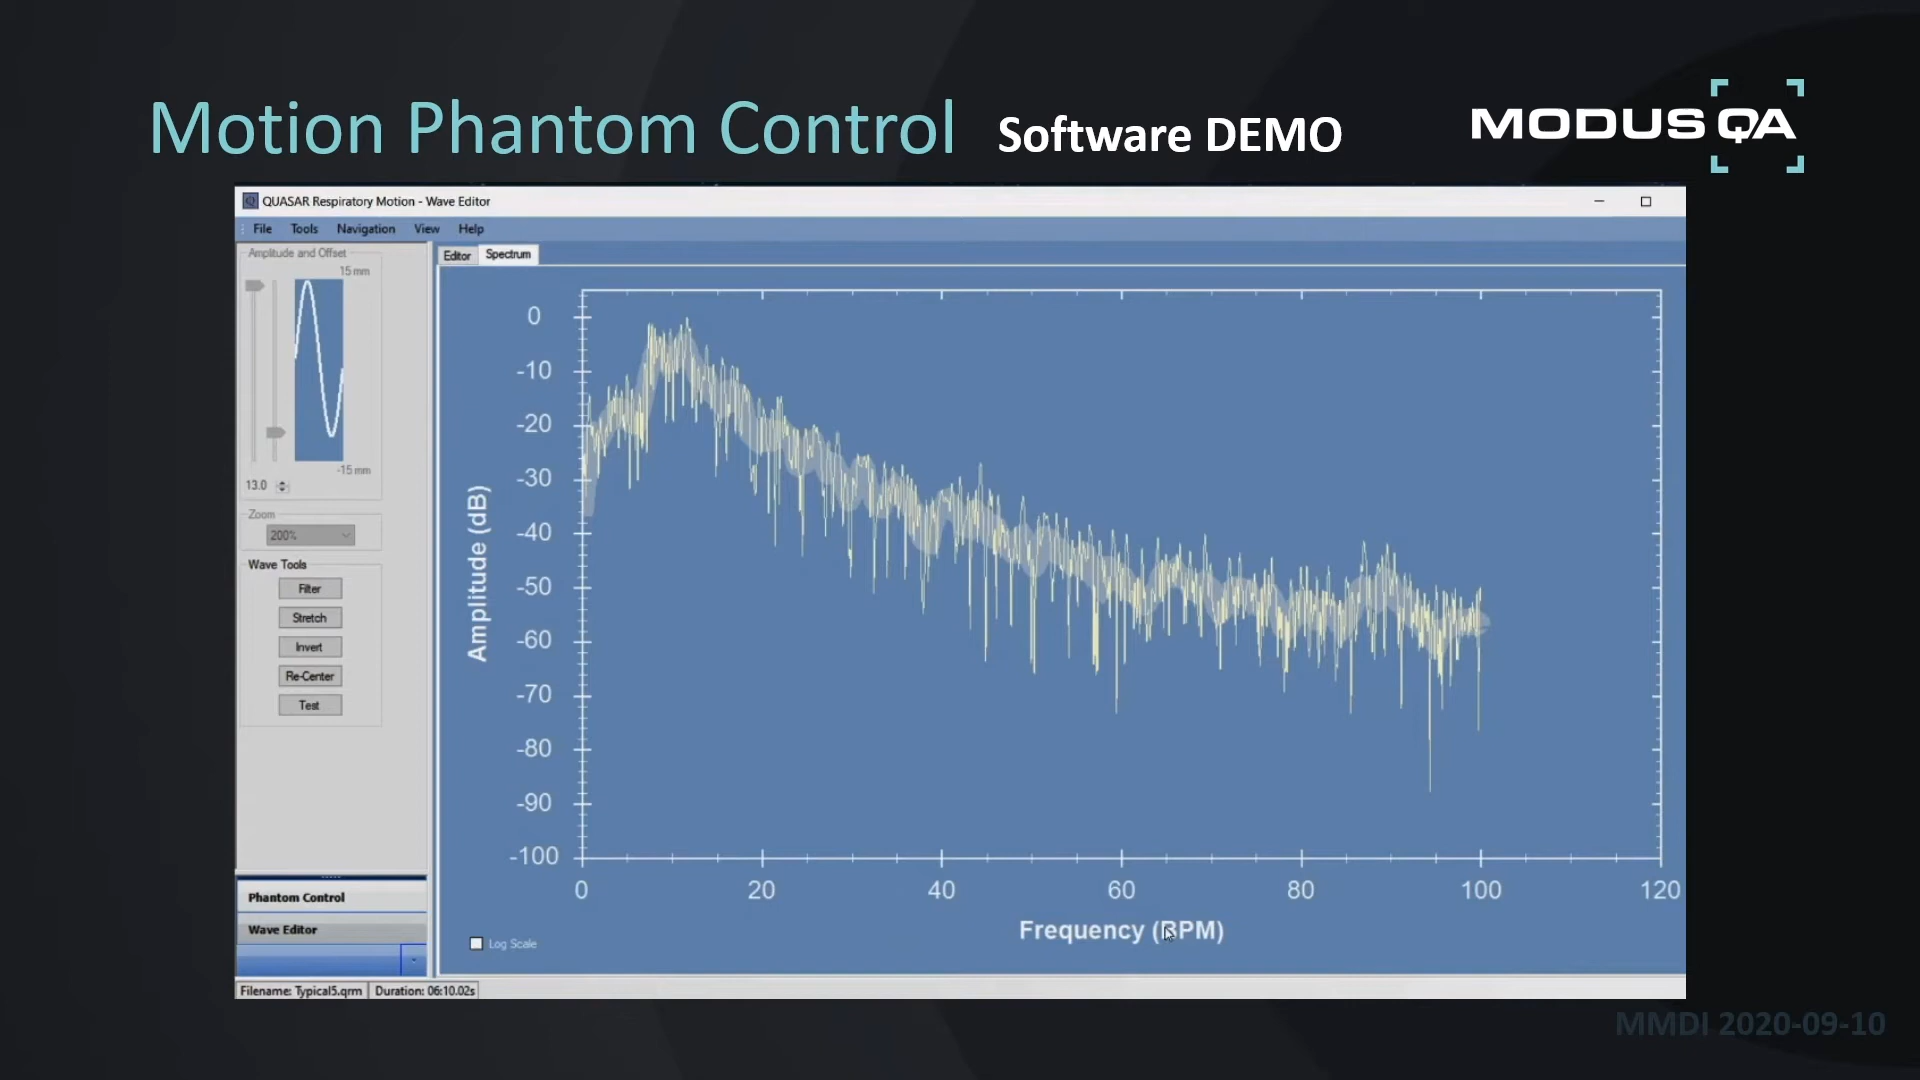 Motion Phantom Control Software DEMO
MODUS QA
QUASAR Respiratory Motion - Wave Editor
File Tools Navigation View Help
Amplitude and Offset
15 mm
-15 mm
13.0
Zoom
200%
Wave Tools
Filter
Stretch
Invert
Re-Center
Test
Phantom Control
Wave Editor
Editor Spectrum
0
-10
-20
-30
-40
-50
-60
-70
-80
-90
-100
Amplitude (dB)
0 20 40 60 80 100 120
Frequency (BPM)
Log Scale
Filename: Typical5.qrm Duration: 06:10.02s
MMDI 2020-09-10